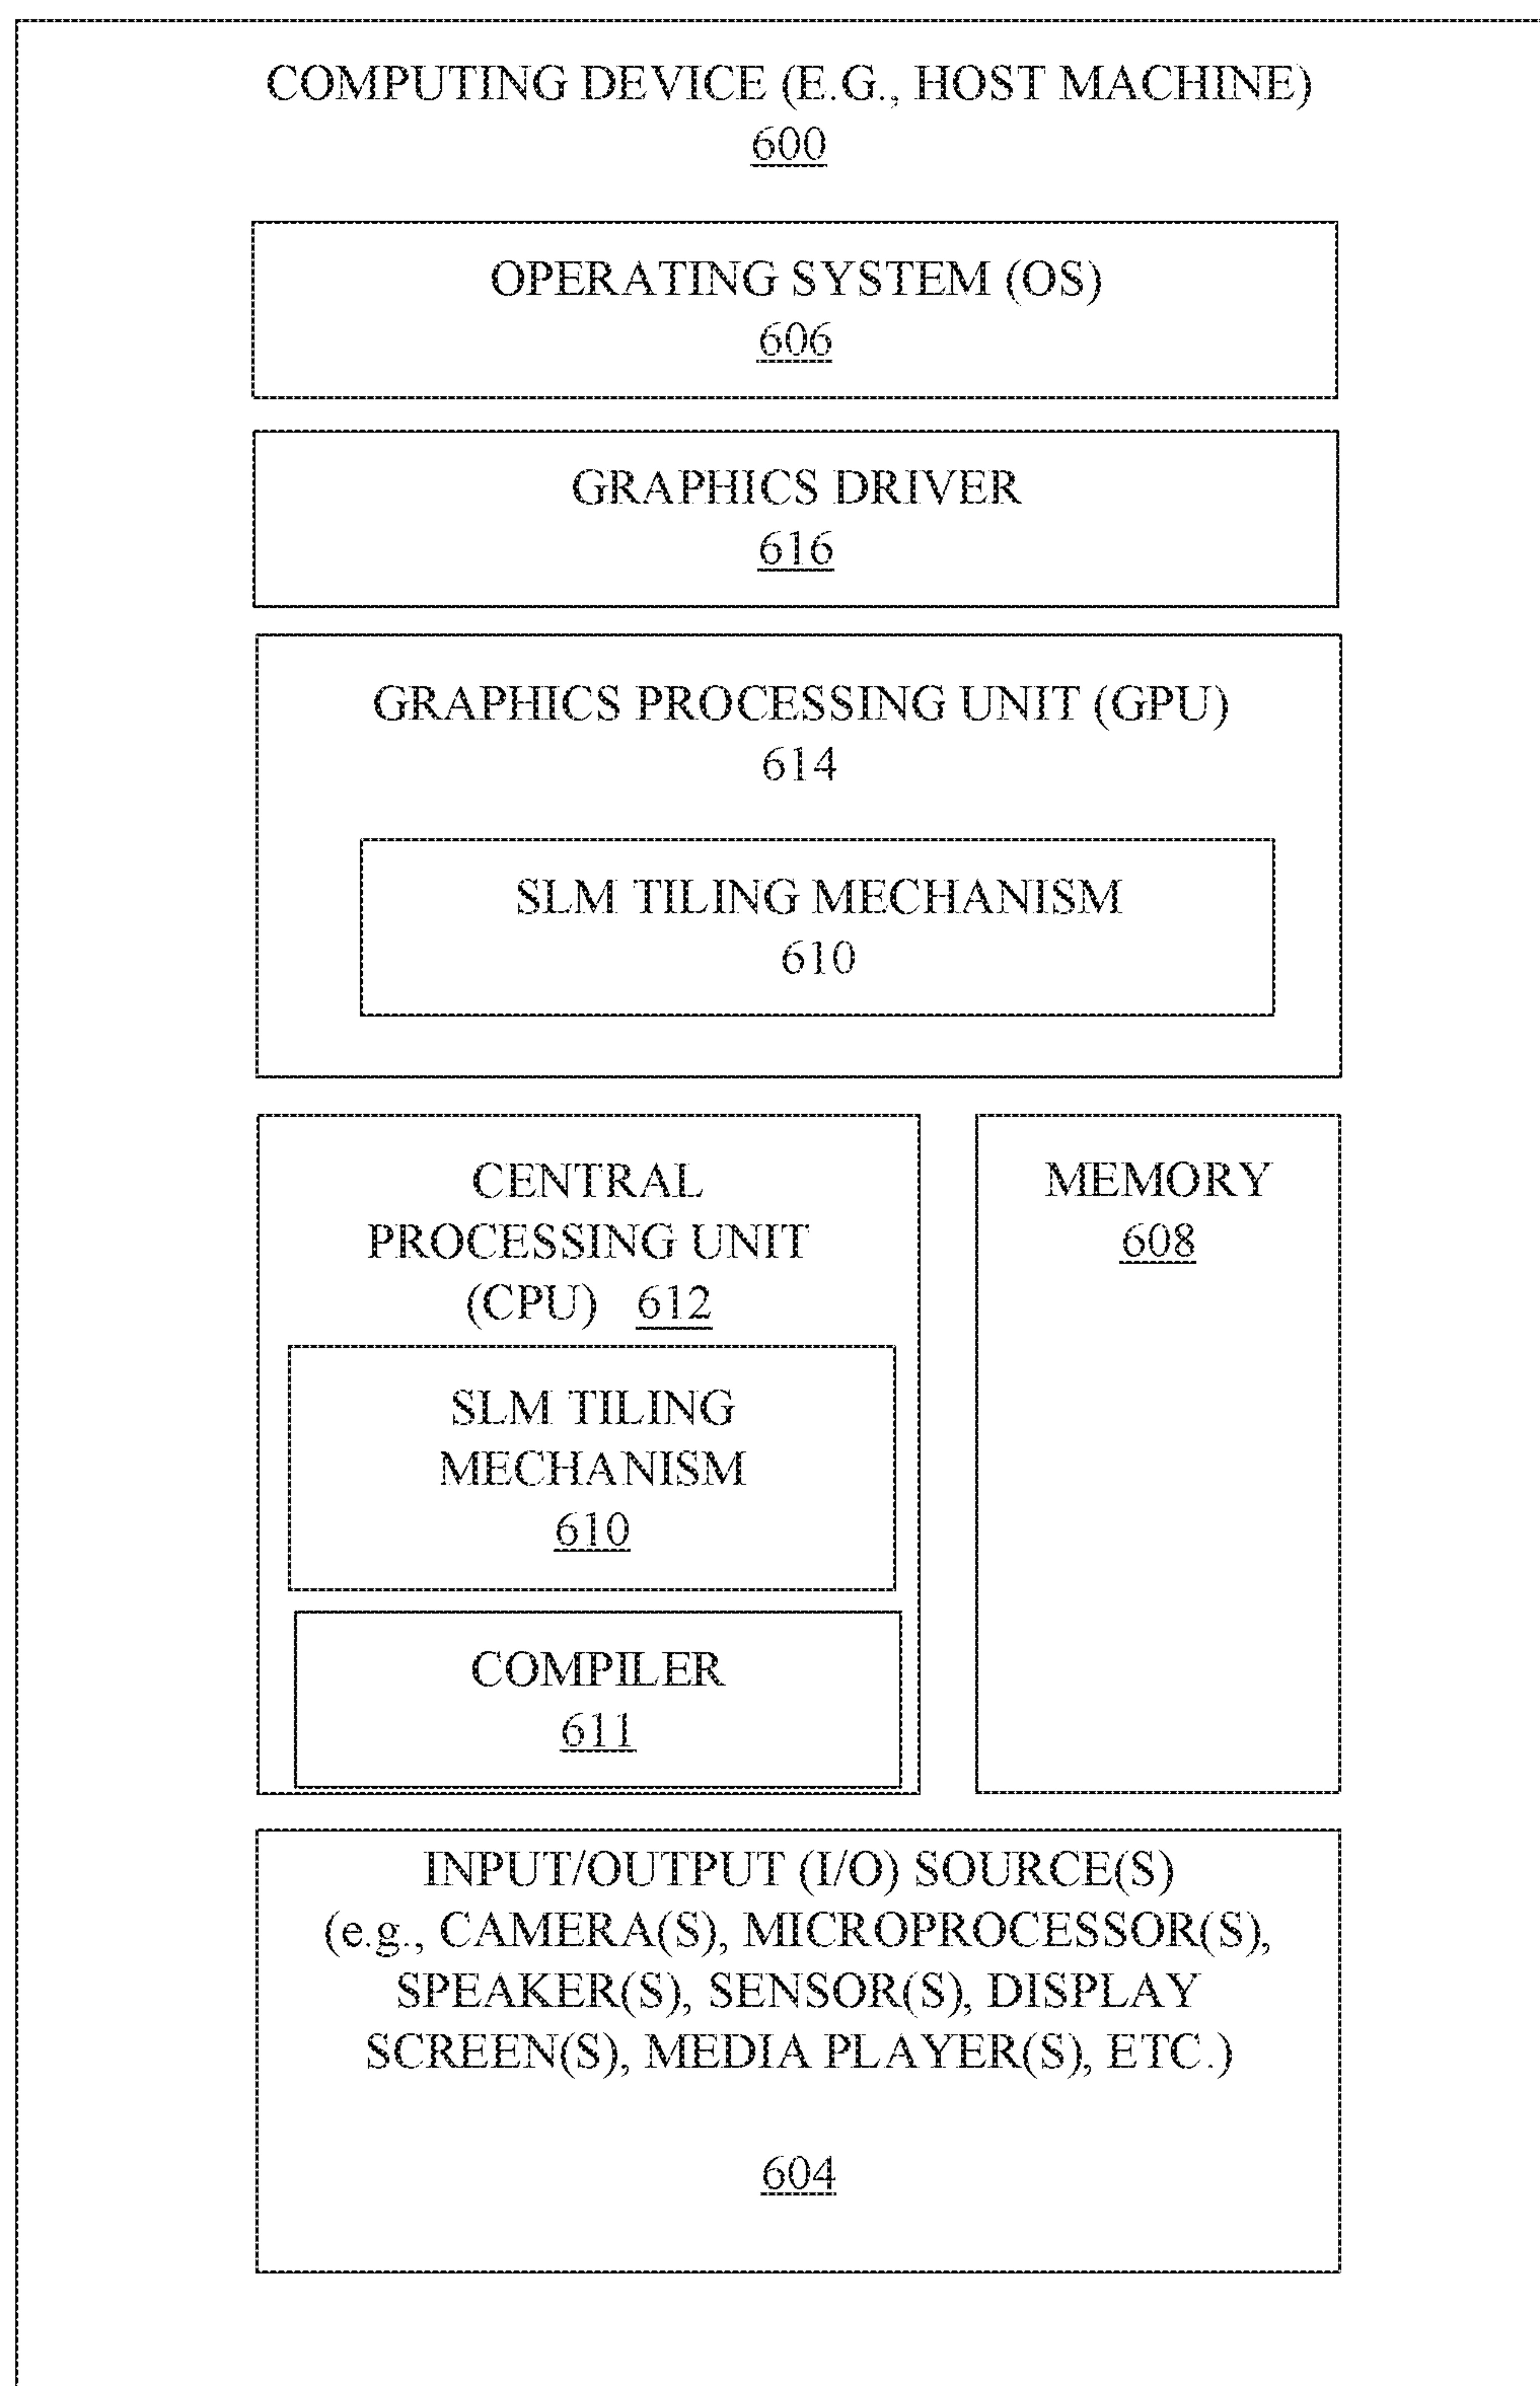 COMPUTING DEVICE (E.G., HOST MACHINE)
600
OPERATING SYSTEM (OS)
606
GRAPHICS DRIVER
616
GRAPHICS PROCESSING UNIT (GPU)
614
SLM TILING MECHANISM
610
CENTRAL
PROCESSING UNIT
(CPU) 612
SLM TILING
MECHANISM
610
COMPILER
611
MEMORY
608
INPUT/OUTPUT (I/O) SOURCE(S)
(e.g., CAMERA(S), MICROPROCESSOR(S),
SPEAKER(S), SENSOR(S), DISPLAY
SCREEN(S), MEDIA PLAYER(S), ETC.)
604